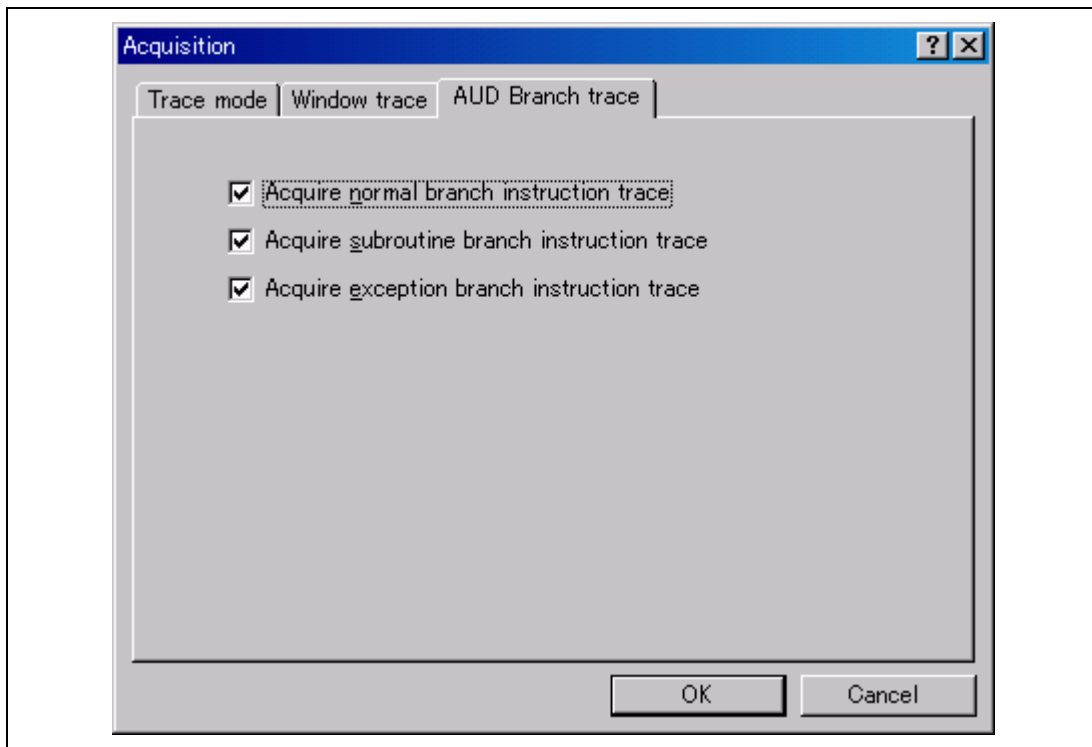 Acquisition
Trace mode Window trace AUD Branch trace
Acquire normal branch instruction trace
Acquire subroutine branch instruction trace
Acquire exception branch instruction trace
OK Cancel